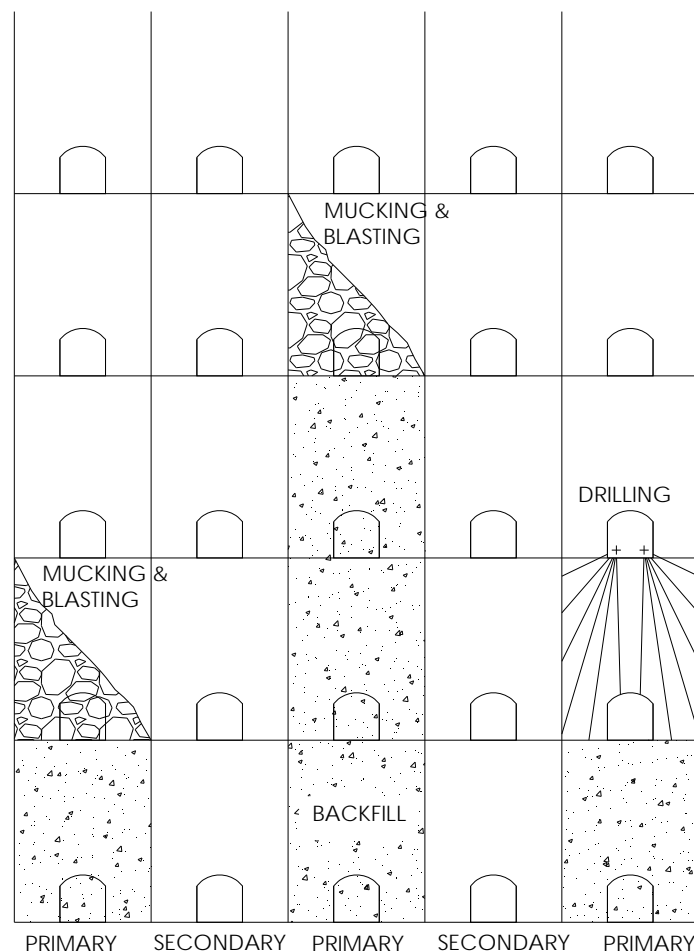 MUCKING &
BLASTING
DRILLING
MUCKING &
BLASTING
BACKFILL
PRIMARY SECONDARY PRIMARY SECONDARY PRIMARY